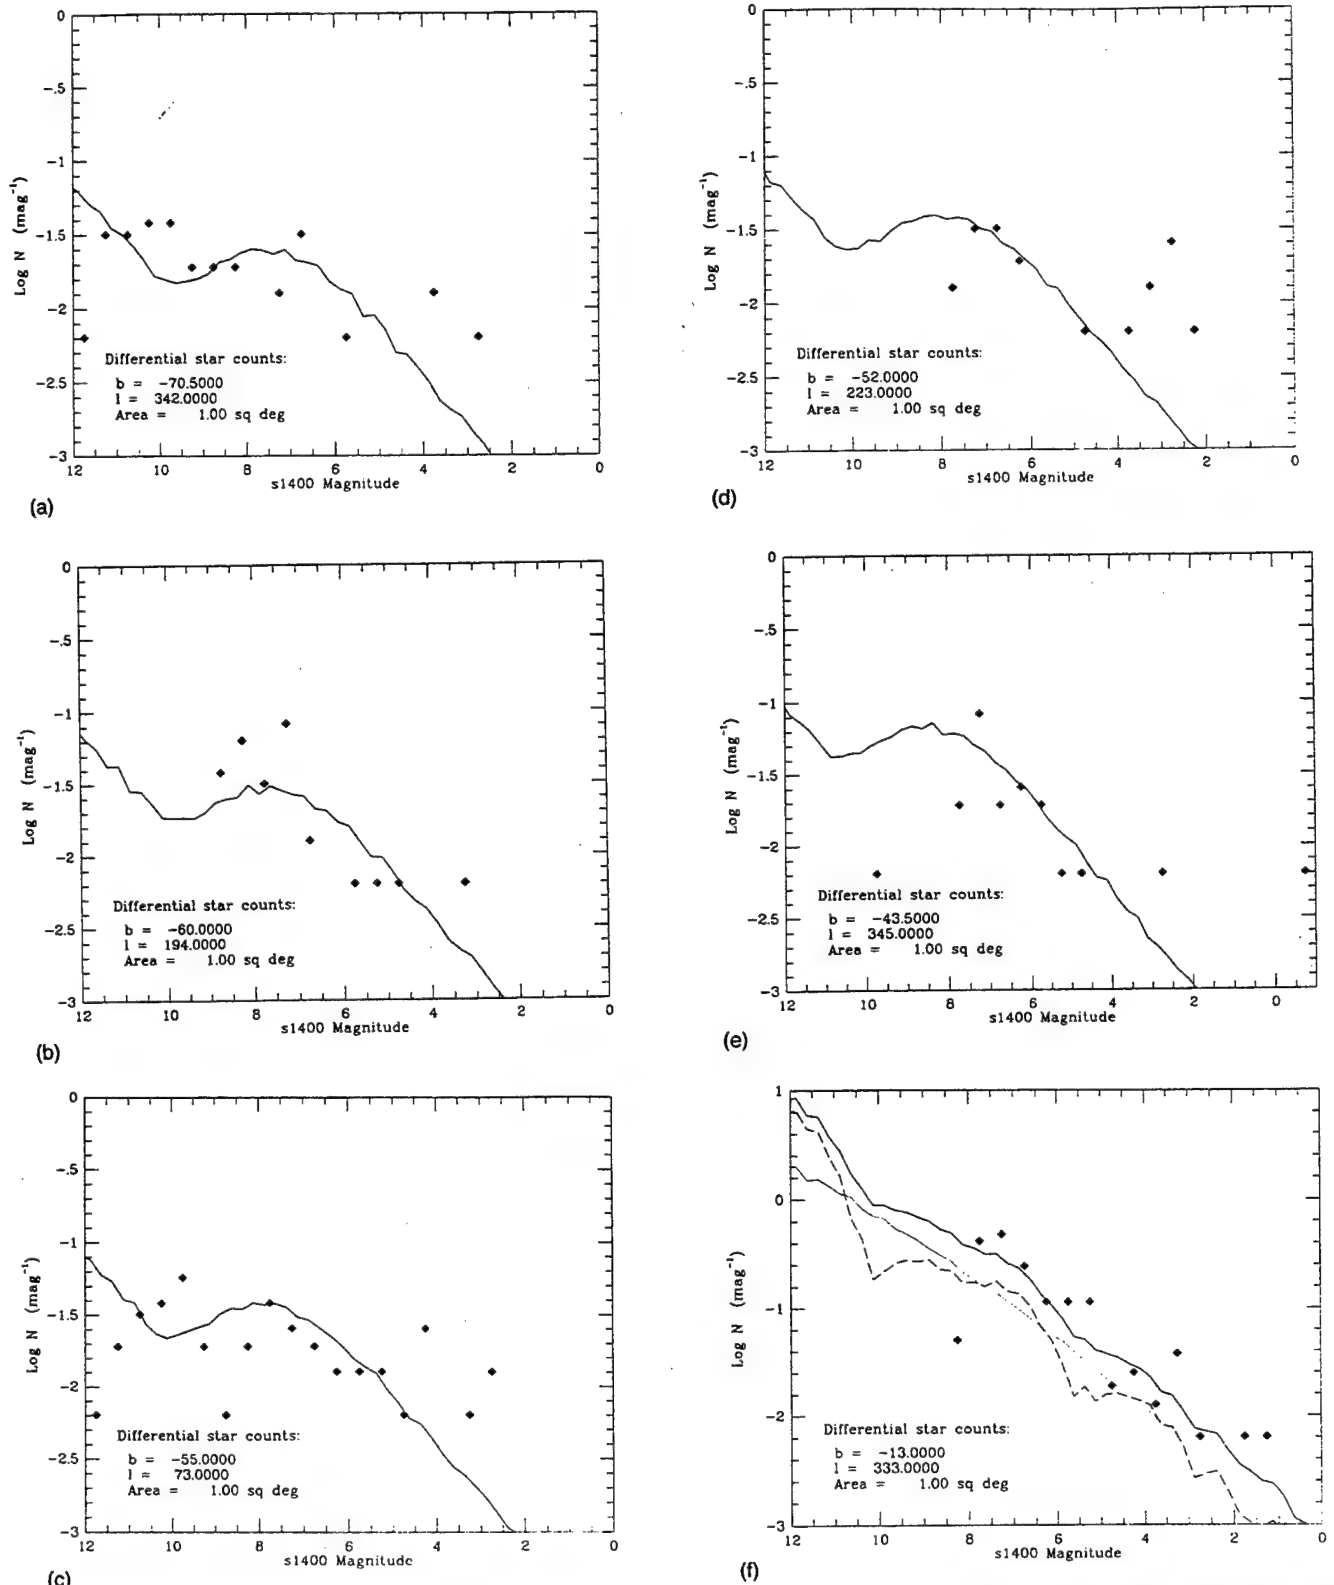 0
-.5
-1
-1.5
-2
-2.5
-3
Log N (mag⁻¹)
Differential star counts:
b = -70.5000
l = 342.0000
Area = 1.00 sq deg
12 10 8 6 4 2 0
s1400 Magnitude
(a)
0
-.5
-1
-1.5
-2
-2.5
-3
Log N (mag⁻¹)
Differential star counts:
b = -60.0000
l = 194.0000
Area = 1.00 sq deg
12 10 8 6 4 2 0
s1400 Magnitude
(b)
0
-.5
-1
-1.5
-2
-2.5
-3
Log N (mag⁻¹)
Differential star counts:
b = -55.0000
l = 73.0000
Area = 1.00 sq deg
12 10 8 6 4 2 0
s1400 Magnitude
(c)
0
-.5
-1
-1.5
-2
-2.5
-3
Log N (mag⁻¹)
Differential star counts:
b = -52.0000
l = 223.0000
Area = 1.00 sq deg
12 10 8 6 4 2 0
s1400 Magnitude
(d)
0
-.5
-1
-1.5
-2
-2.5
-3
Log N (mag⁻¹)
Differential star counts:
b = -43.5000
l = 345.0000
Area = 1.00 sq deg
12 10 8 6 4 2 0
s1400 Magnitude
(e)
1
0
-1
-2
-3
Log N (mag⁻¹)
Differential star counts:
b = -13.0000
l = 333.0000
Area = 1.00 sq deg
12 10 8 6 4 2 0
s1400 Magnitude
(f)